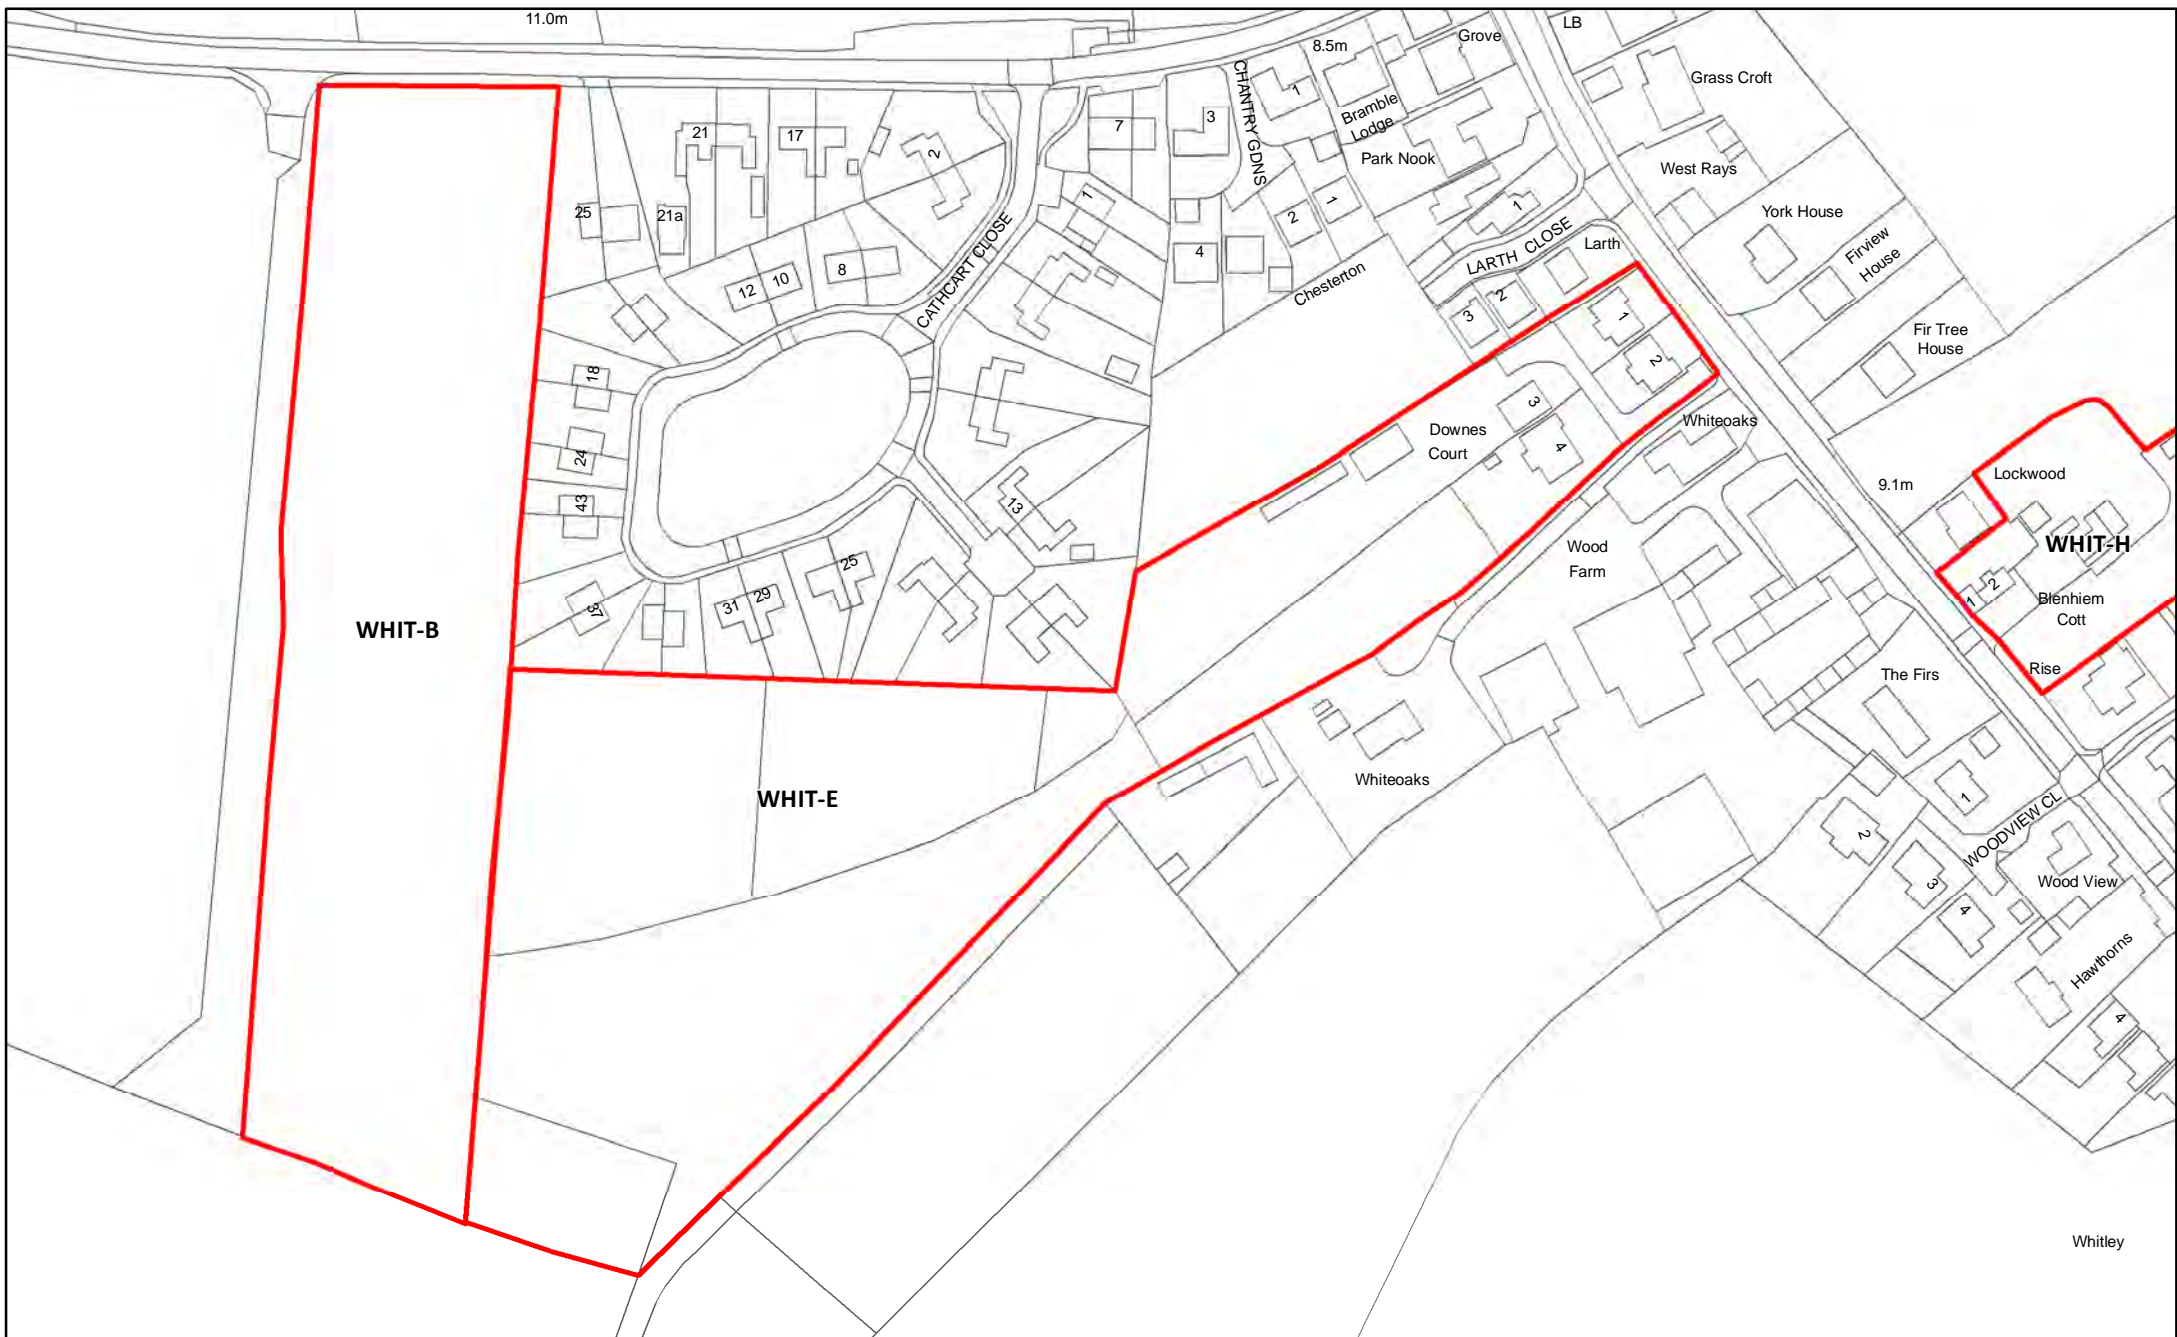 11.0m
LB
8.5m
Grove
Grass Croft
CHANTRY GDNS
1
Bramble
Lodge
21
17
2
7
3
Park Nook
West Rays
25
21a
1
2
1
1
York House
CATHCART CLOSE
4
LARTH CLOSE
Larth
Firview
House
12
10
8
Chesterton
3
2
1
Fir Tree
House
2
18
3
Downes
Court
4
Whiteoaks
24
43
13
Lockwood
9.1m
Wood
Farm
WHIT-H
25
37
31
29
1
2
Blenhiem
Cott
WHIT-B
Rise
The Firs
Whiteoaks
WHIT-E
1
WOODVIEW CL
2
3
4
Wood View
Hawthorns
4
Whitley